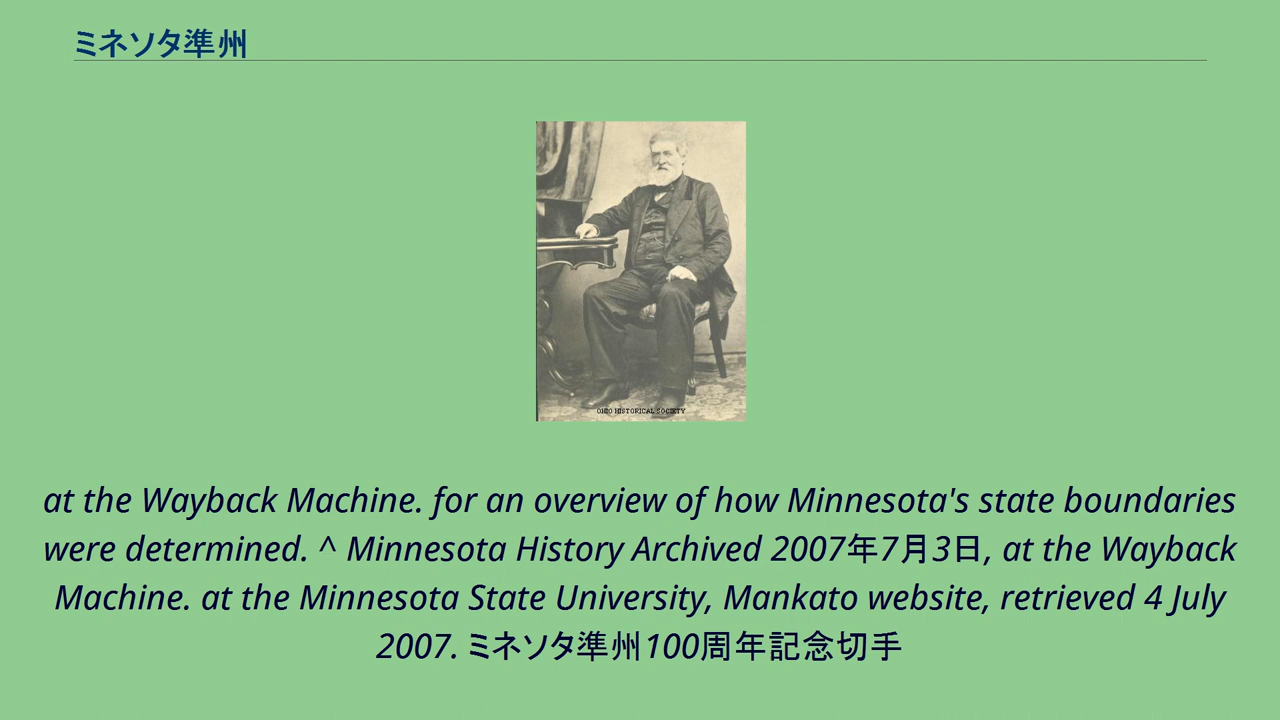 ミネソタ準州
OHIO HISTORICAL SOCIETY
at the Wayback Machine. for an overview of how Minnesota's state boundaries
were determined. ^ Minnesota History Archived 2007年7月3日, at the Wayback
Machine. at the Minnesota State University, Mankato website, retrieved 4 July
2007. ミネソタ準州100周年記念切手